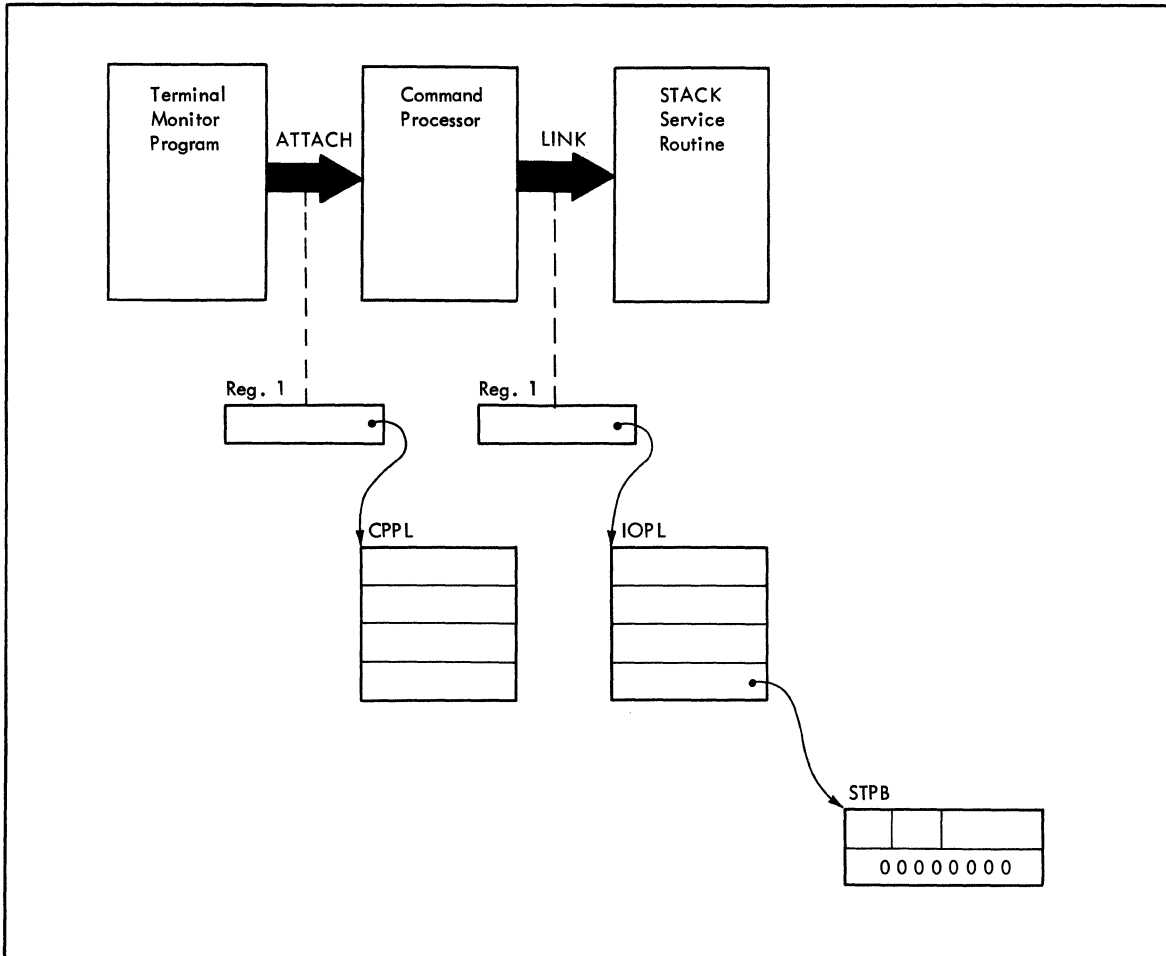 Terminal
Monitor
Program
ATTACH
Command
Processor
LINK
STACK
Service
Routine
Reg. 1
Reg. 1
CPPL
IOPL
STPB
00000000